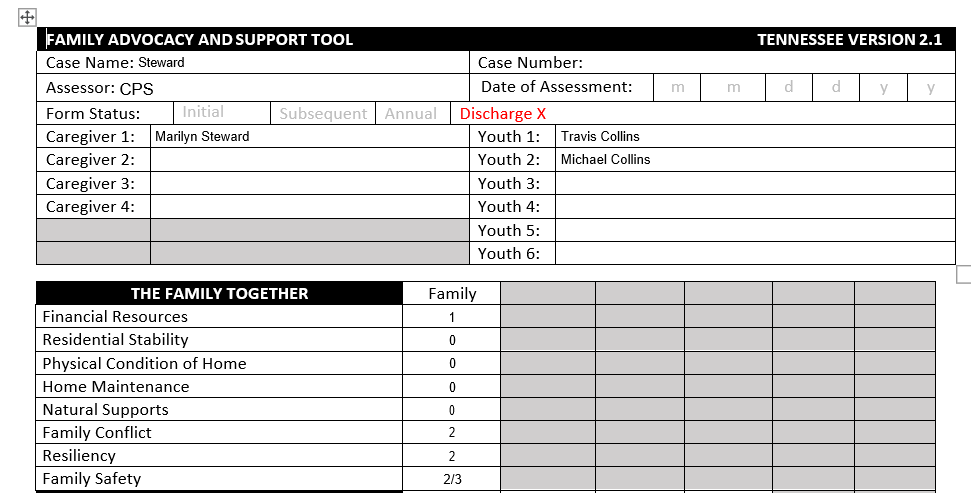 FAMILY ADVOCACY AND SUPPORT TOOL TENNESSEE VERSION 2.1
Case Name: Steward Case Number:
Assessor: CPS Date of Assessment: m m d d y y
Form Status: Initial Subsequent Annual Discharge X
Caregiver 1: Marilyn Steward Youth 1: Travis Collins
Caregiver 2: Youth 2: Michael Collins
Caregiver 3: Youth 3:
Caregiver 4: Youth 4:
Youth 5:
Youth 6:
THE FAMILY TOGETHER Family
Financial Resources 1
Residential Stability 0
Physical Condition of Home 0
Home Maintenance 0
Natural Supports 0
Family Conflict 2
Resiliency 2
Family Safety 2/3